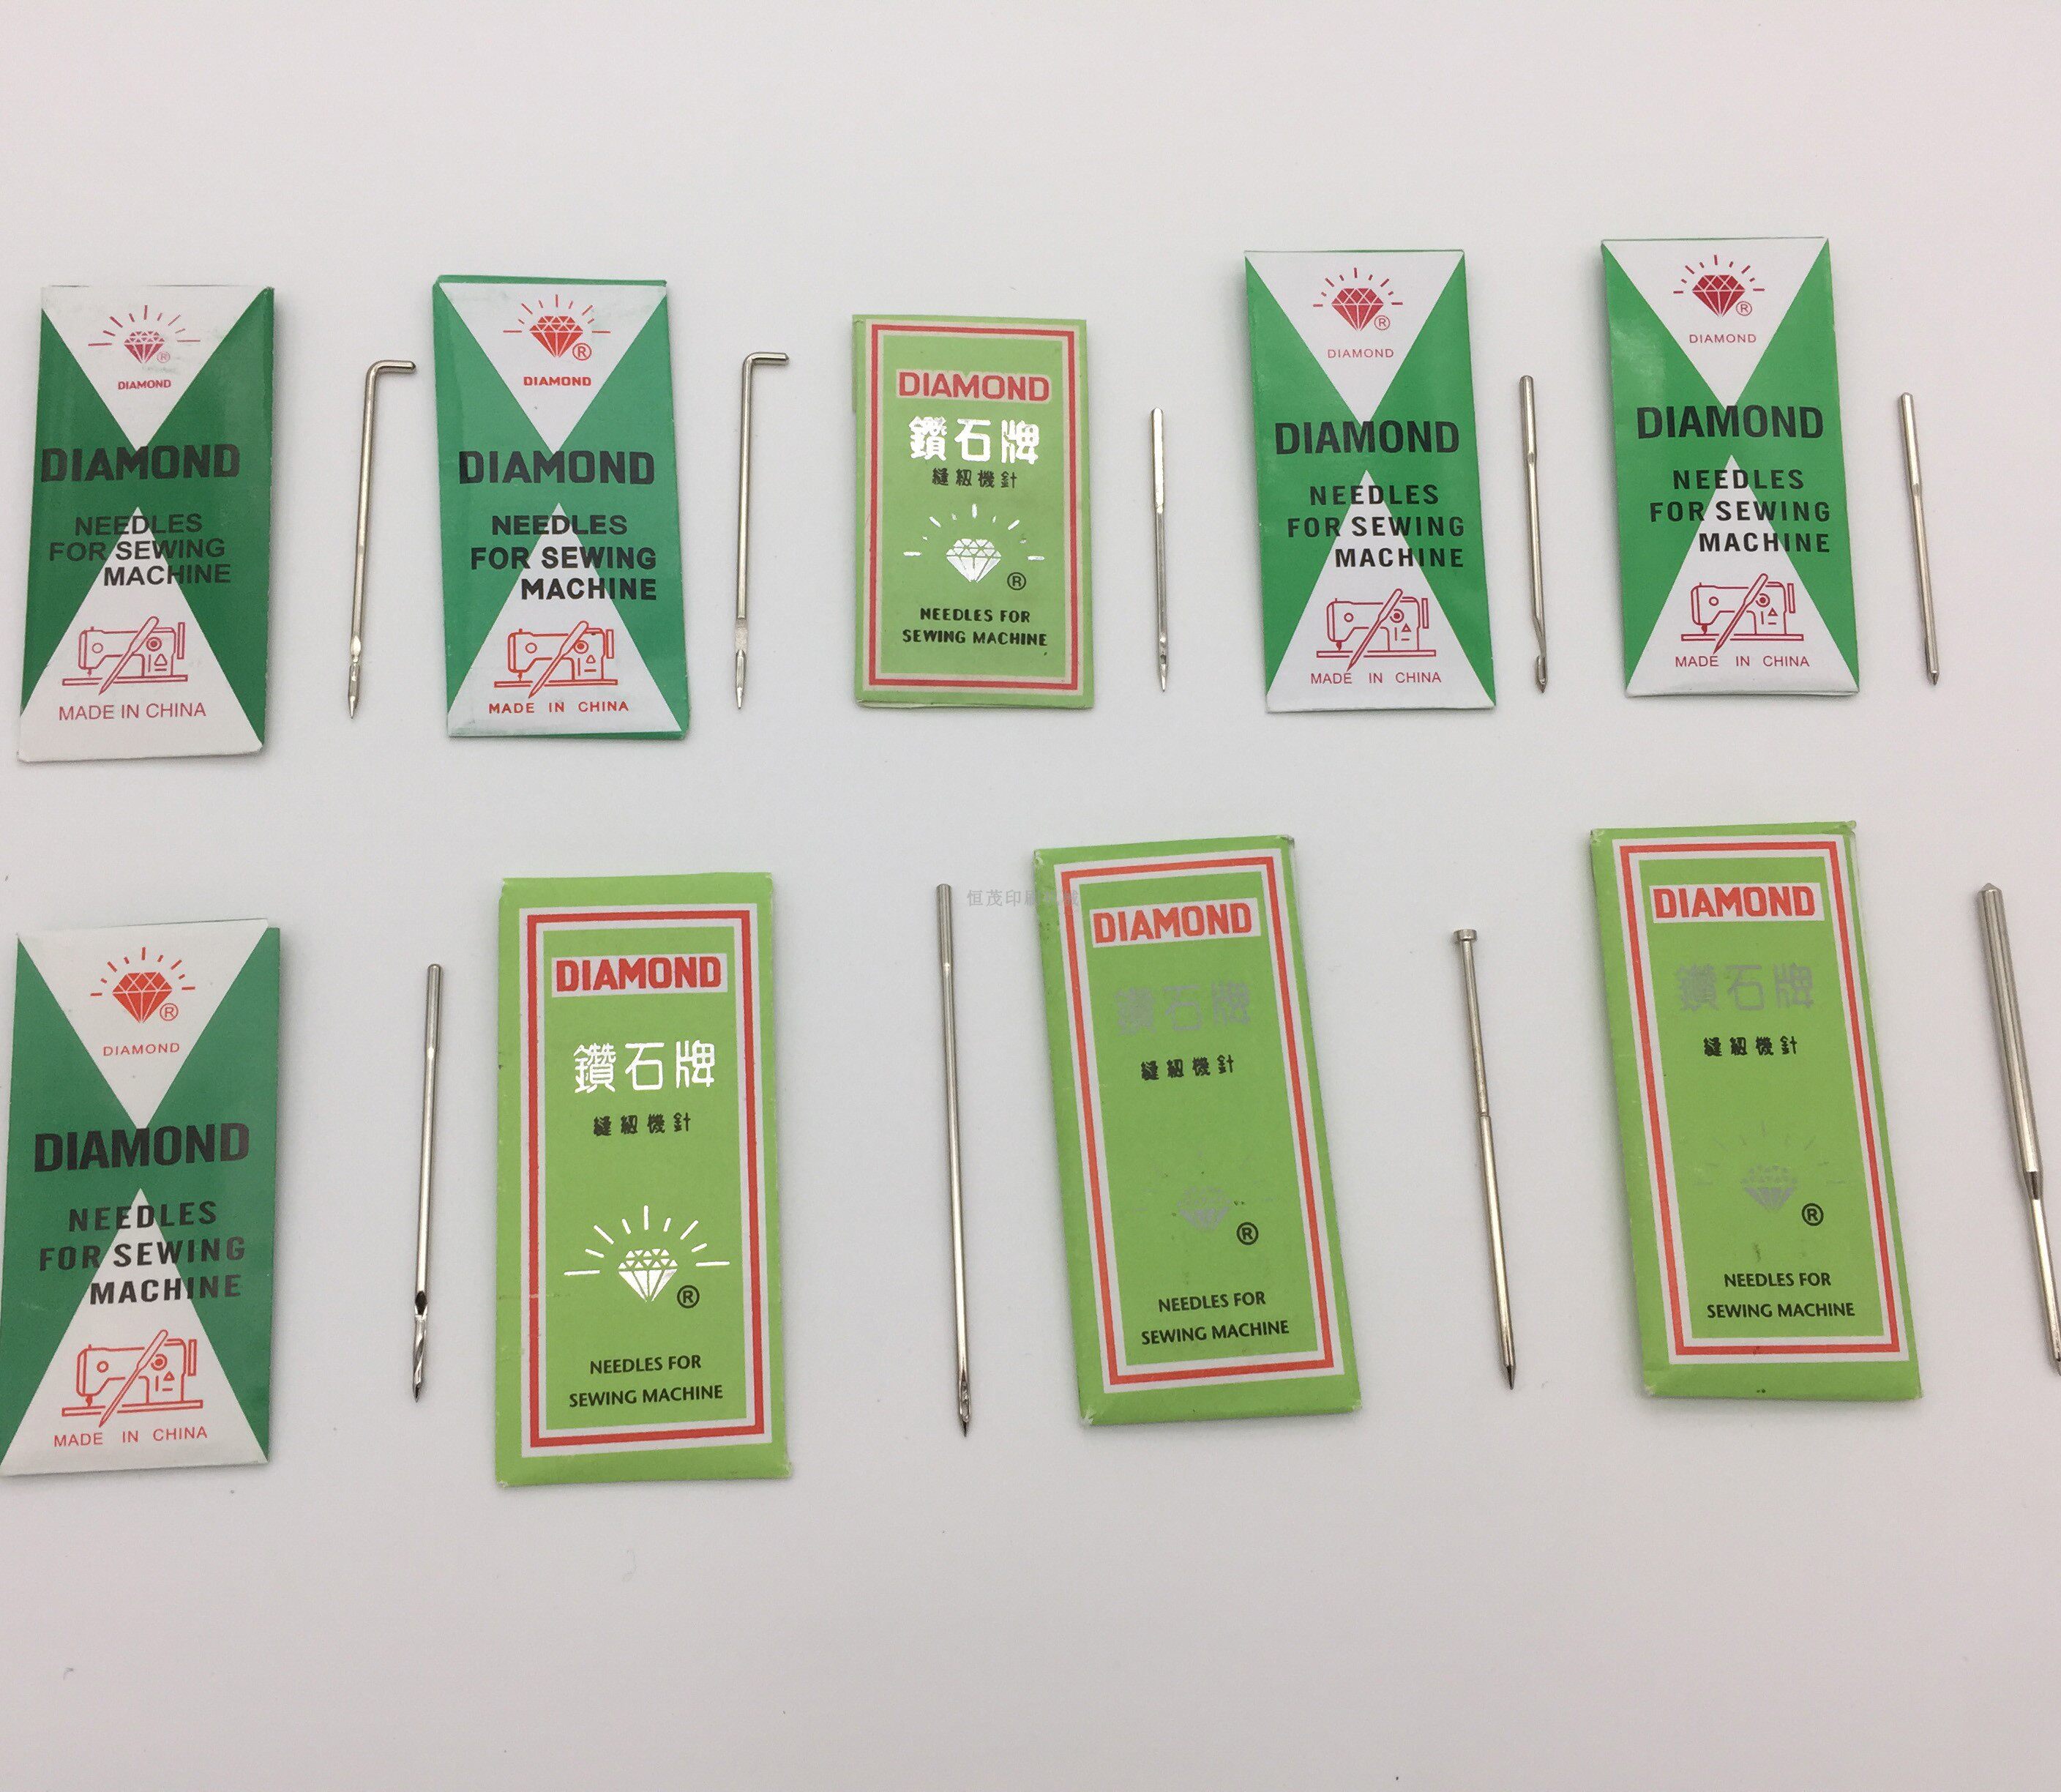 ®
DIAMOND
DIAMOND
NEEDLES
FOR SEWING
MACHINE
MADE IN CHINA
®
DIAMOND
DIAMOND
NEEDLES
FOR SEWING
MACHINE
MADE IN CHINA
DIAMOND
鑽石牌
縫紉機針
®
NEEDLES FOR
SEWING MACHINE
®
DIAMOND
DIAMOND
NEEDLES
FOR SEWING
MACHINE
MADE IN CHINA
®
DIAMOND
DIAMOND
NEEDLES
FOR SEWING
MACHINE
MADE IN CHINA
®
DIAMOND
DIAMOND
NEEDLES
FOR SEWING
MACHINE
MADE IN CHINA
DIAMOND
鑽石牌
縫紉機針
®
NEEDLES FOR
SEWING MACHINE
恒茂印
DIAMOND
鑽石牌
縫紉機針
®
NEEDLES FOR
SEWING MACHINE
DIAMOND
鑽石牌
縫紉機針
®
NEEDLES FOR
SEWING MACHINE